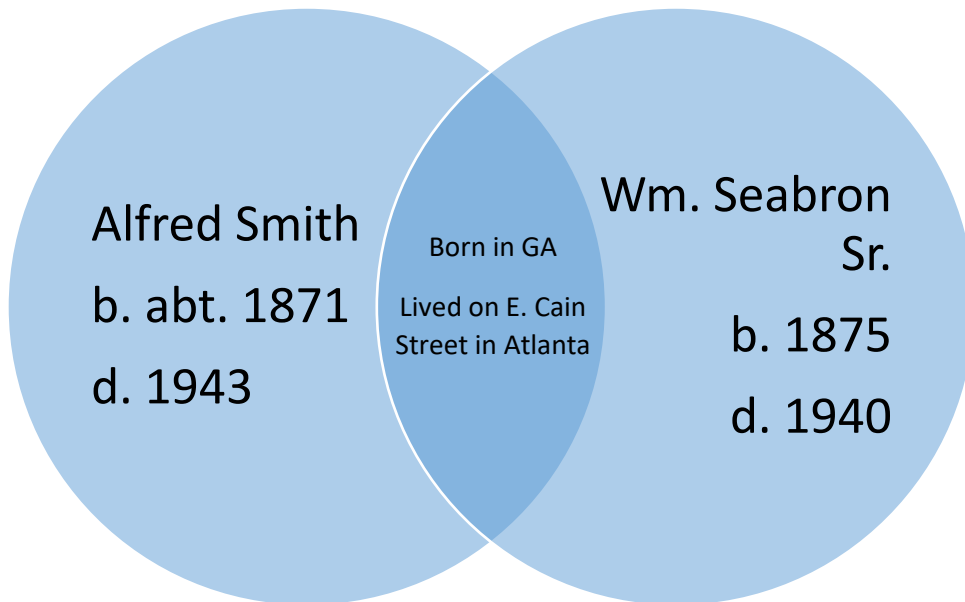 Alfred Smith
b. abt. 1871
d. 1943
Born in GA
Lived on E. Cain
Street in Atlanta
Wm. Seabron
Sr.
b. 1875
d. 1940